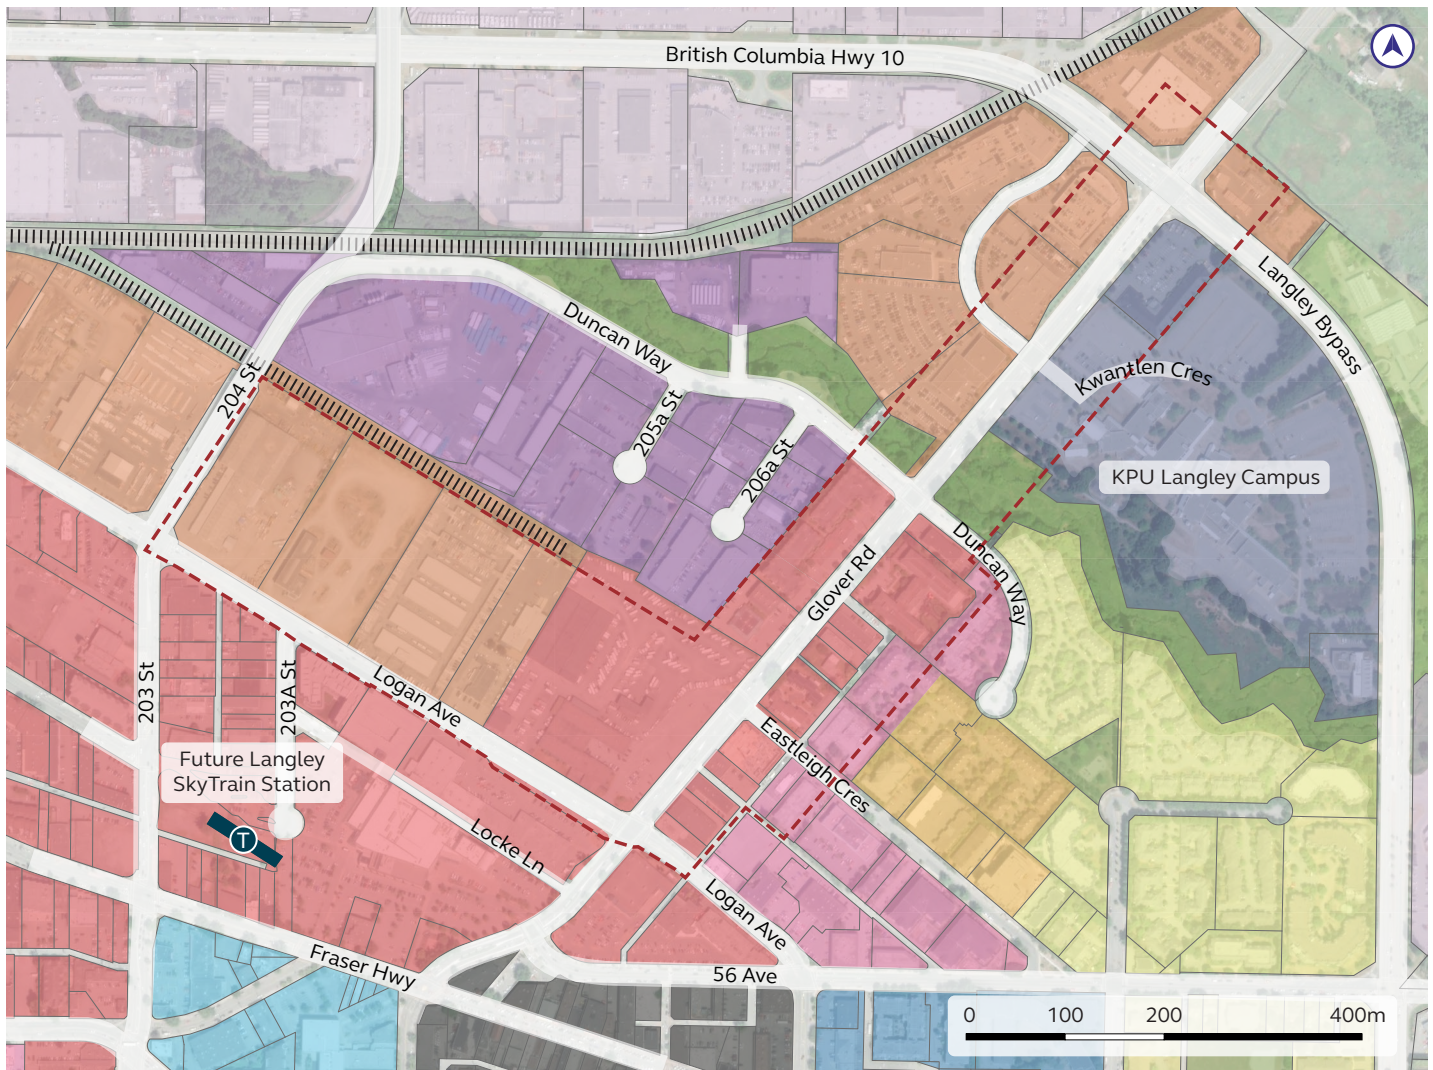 British Columbia Hwy 10
Langley Bypass
Duncan Way
204 St
205a St
206a St
Kwantlen Cres
KPU Langley Campus
Duncan Way
Glover Rd
203 St
203A St
Logan Ave
Eastleigh Cres
Future Langley
SkyTrain Station
T
Locke Ln
Logan Ave
Fraser Hwy
56 Ave
0 100 200 400m